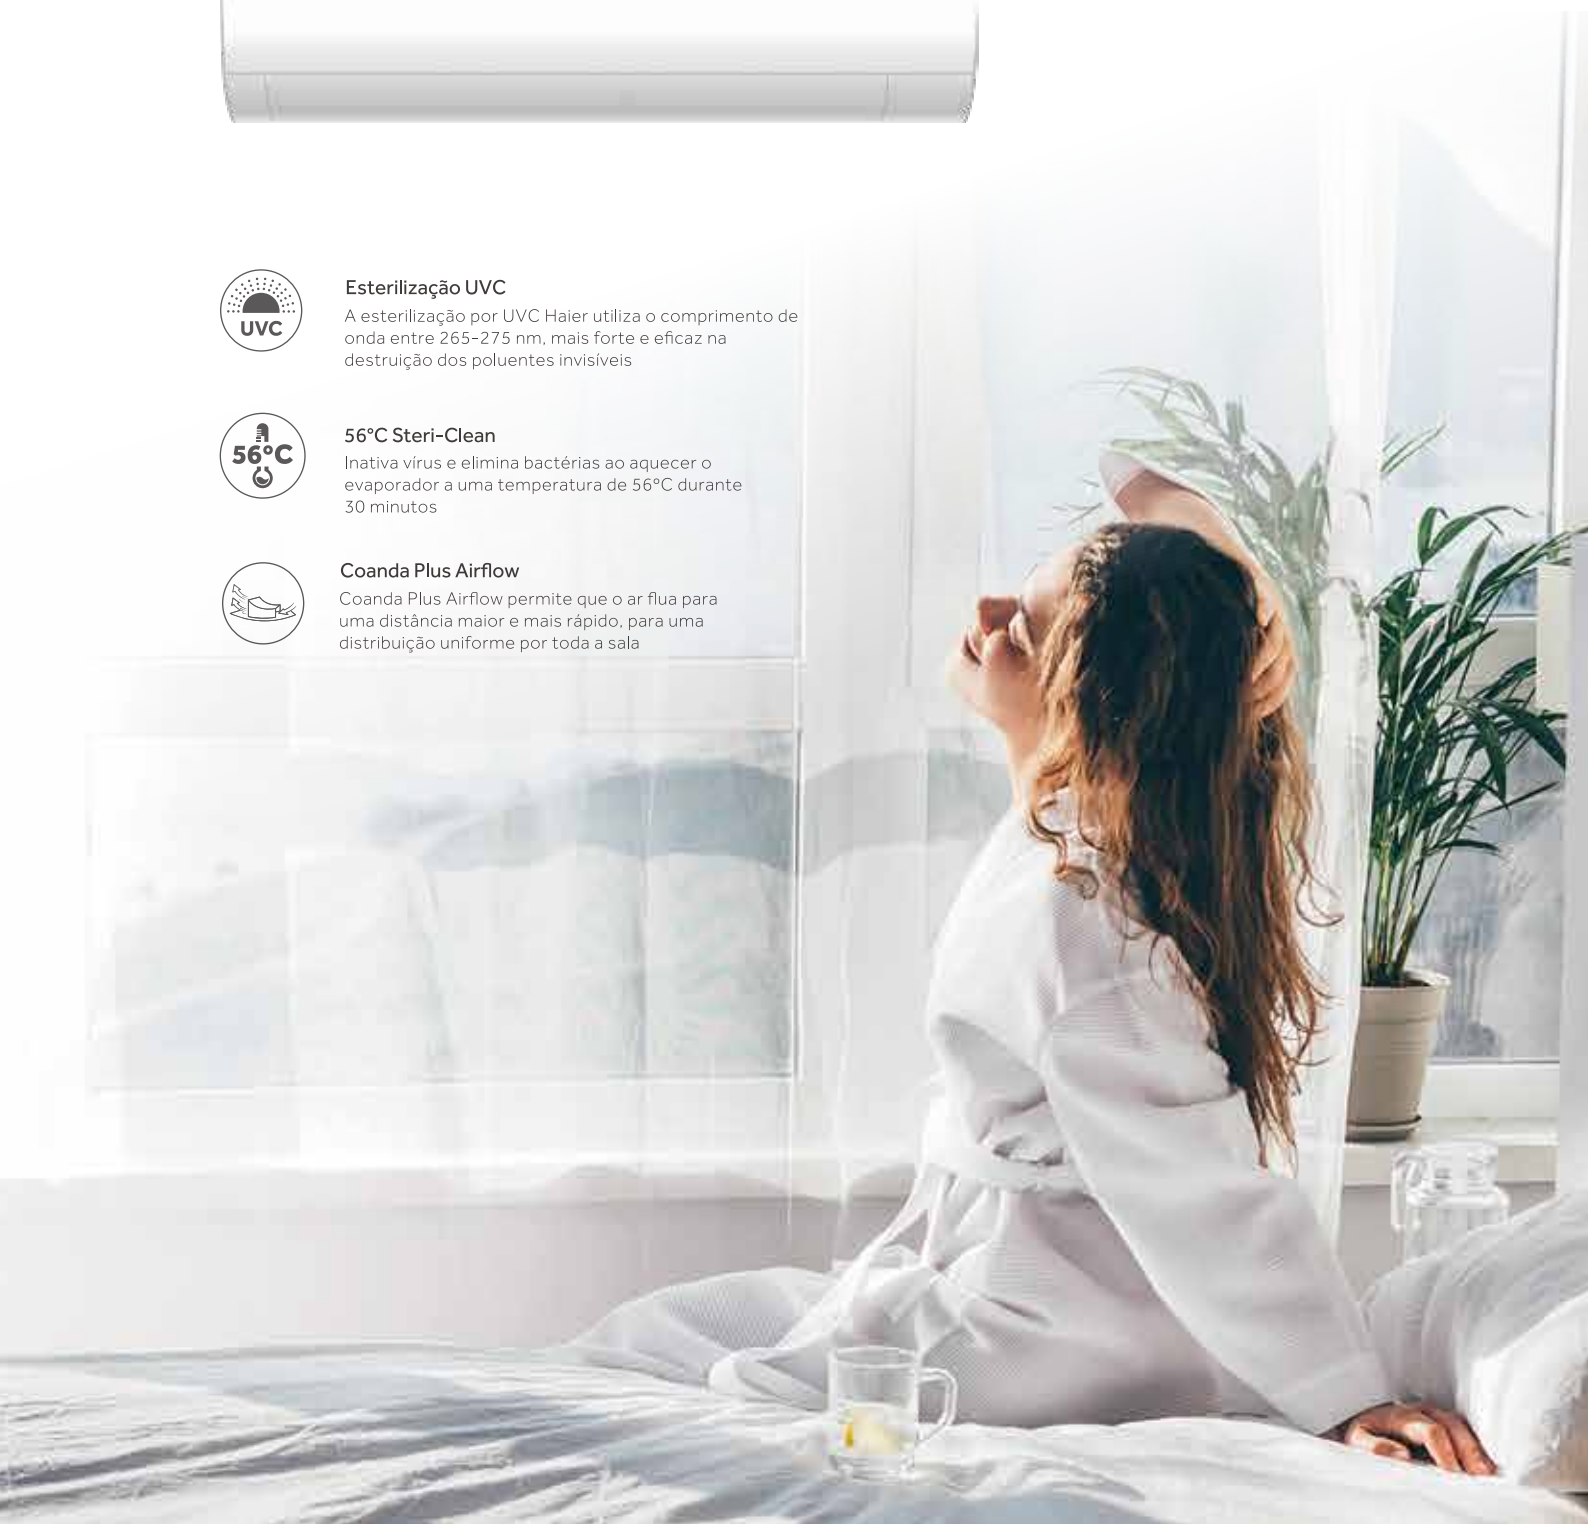 UVC
Esterilização UVC
A esterilização por UVC Haier utiliza o comprimento de
onda entre 265-275 nm, mais forte e eficaz na
destruição dos poluentes invisíveis
56°C
56°C Steri-Clean
Inativa vírus e elimina bactérias ao aquecer o
evaporador a uma temperatura de 56°C durante
30 minutos
Coanda Plus Airflow
Coanda Plus Airflow permite que o ar flua para
uma distância maior e mais rápido, para uma
distribuição uniforme por toda a sala